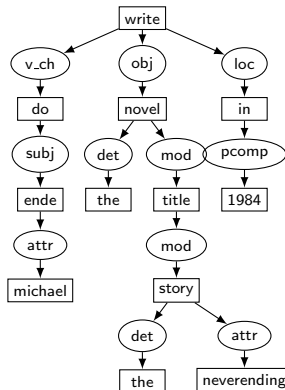 write
v_ch obj loc
do novel in
subj det mod pcomp
ende the title 1984
attr mod
michael story
det attr
the neverending